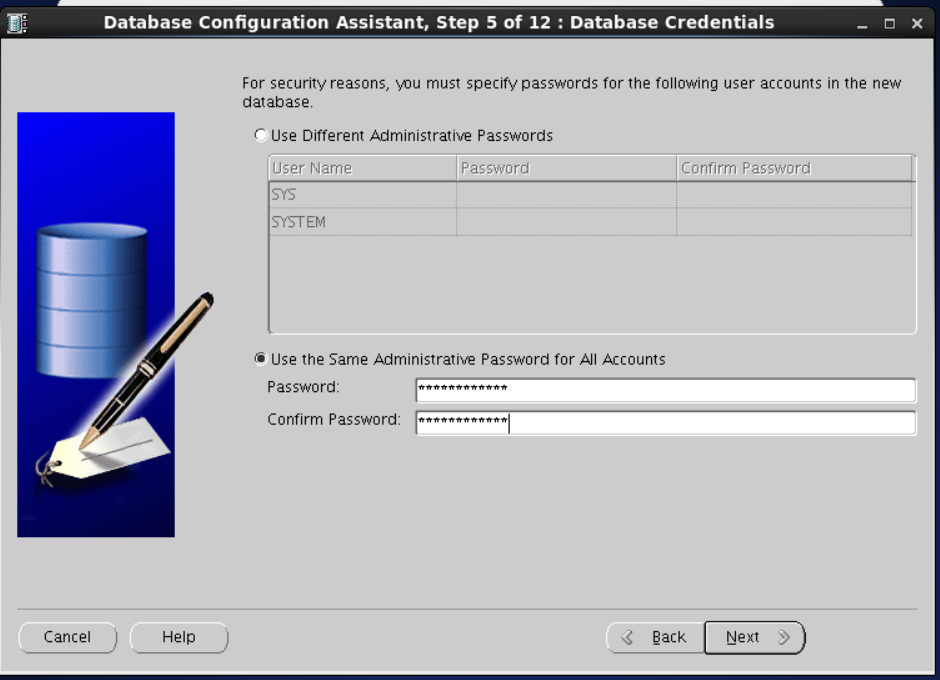 Database Configuration Assistant, Step 5 of 12 : Database Credentials
For security reasons, you must specify passwords for the following user accounts in the new
database.
Use Different Administrative Passwords
User Name Password Confirm Password
SYS
SYSTEM
Use the Same Administrative Password for All Accounts
Password: ************
Confirm Password: ************
Cancel Help Back Next